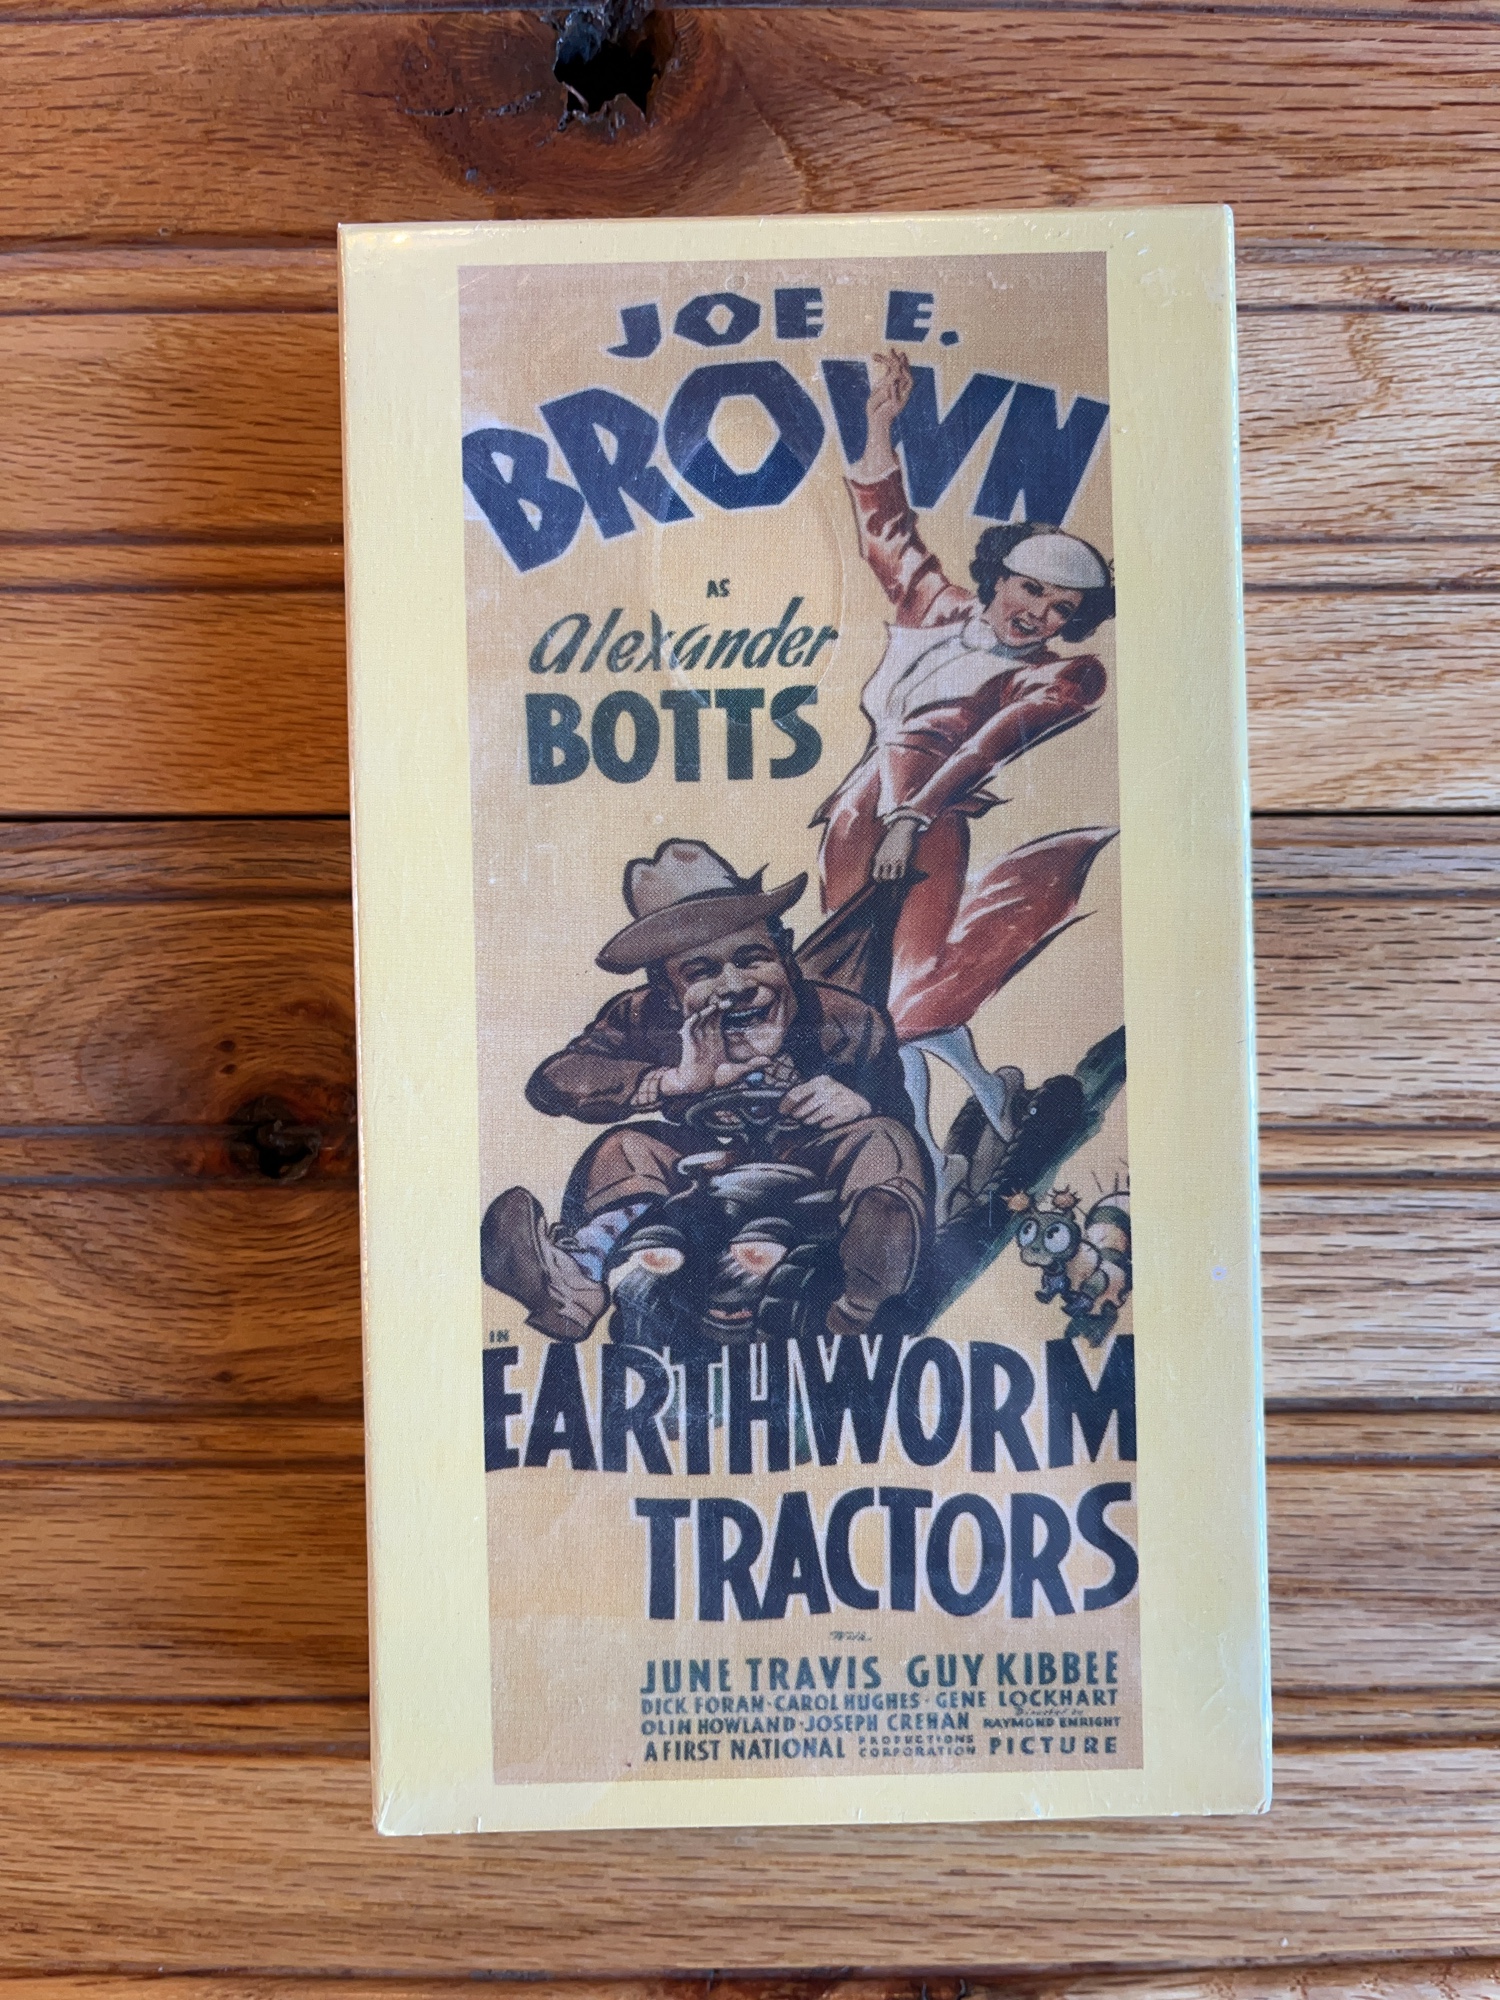 JOE E.
BROWN
AS
Alexander
BOTTS
IN
EARTHWORM
TRACTORS
With
JUNE TRAVIS GUY KIBBEE
DICK FORAN · CAROL HUGHES · GENE LOCKHART
OLIN HOWLAND · JOSEPH CREHAN Directed by RAYMOND ENRIGHT
A FIRST NATIONAL PRODUCTIONS CORPORATION PICTURE